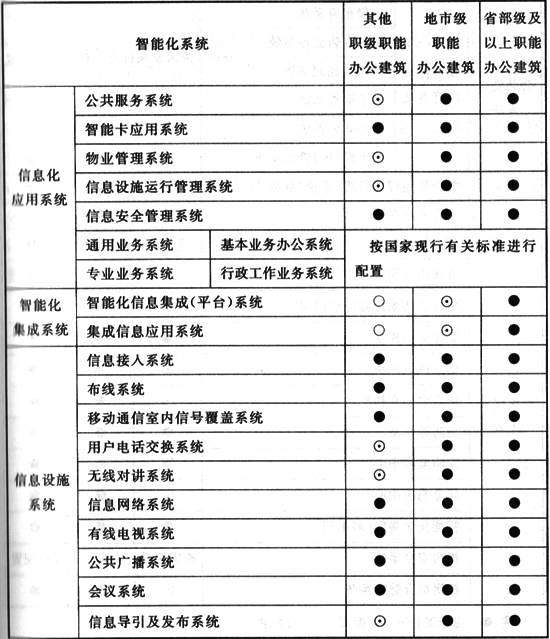 智能化系统 其他职级职能办公建筑 地市级职能办公建筑 省部级及以上职能办公建筑
信息化应用系统
公共服务系统 ⊙ ● ●
智能卡应用系统 ● ● ●
物业管理系统 ⊙ ● ●
信息设施运行管理系统 ⊙ ● ●
信息安全管理系统 ● ● ●
通用业务系统 基本业务办公系统 按国家现行有关标准进行
专业业务系统 行政工作业务系统 配置
智能化集成系统
智能化信息集成(平台)系统 ○ ⊙ ●
集成信息应用系统 ○ ⊙ ●
信息设施系统
信息接入系统 ● ● ●
布线系统 ● ● ●
移动通信室内信号覆盖系统 ● ● ●
用户电话交换系统 ⊙ ● ●
无线对讲系统 ⊙ ● ●
信息网络系统 ● ● ●
有线电视系统 ● ● ●
公共广播系统 ● ● ●
会议系统 ● ● ●
信息导引及发布系统 ⊙ ● ●